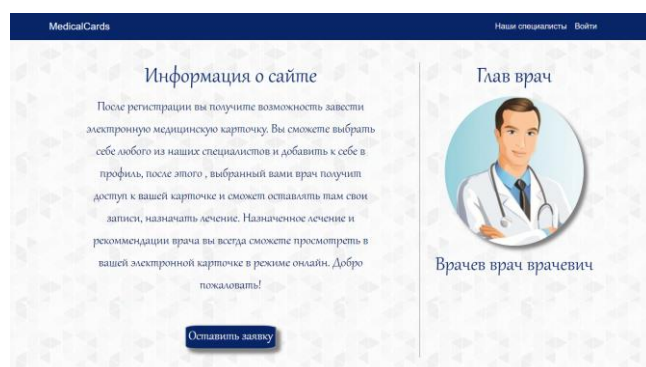 MedicalCards
Наши специалисты Войти
Информация о сайте
После регистрации вы получите возможность завести
электронную медицинскую карточку. Вы сможете выбрать
себе любого из наших специалистов и добавить к себе в
профиль, после этого , выбранный вами врач получит
доступ к вашей карточке и сможет оставлять там свои
записи, назначать лечение. Назначенное лечение и
рекоммендации врача вы всегда сможете просмотреть в
вашей электронной карточке в режиме онлайн. Добро
пожаловать!
Оставить заявку
Глав врач
Врачев врач врачевич